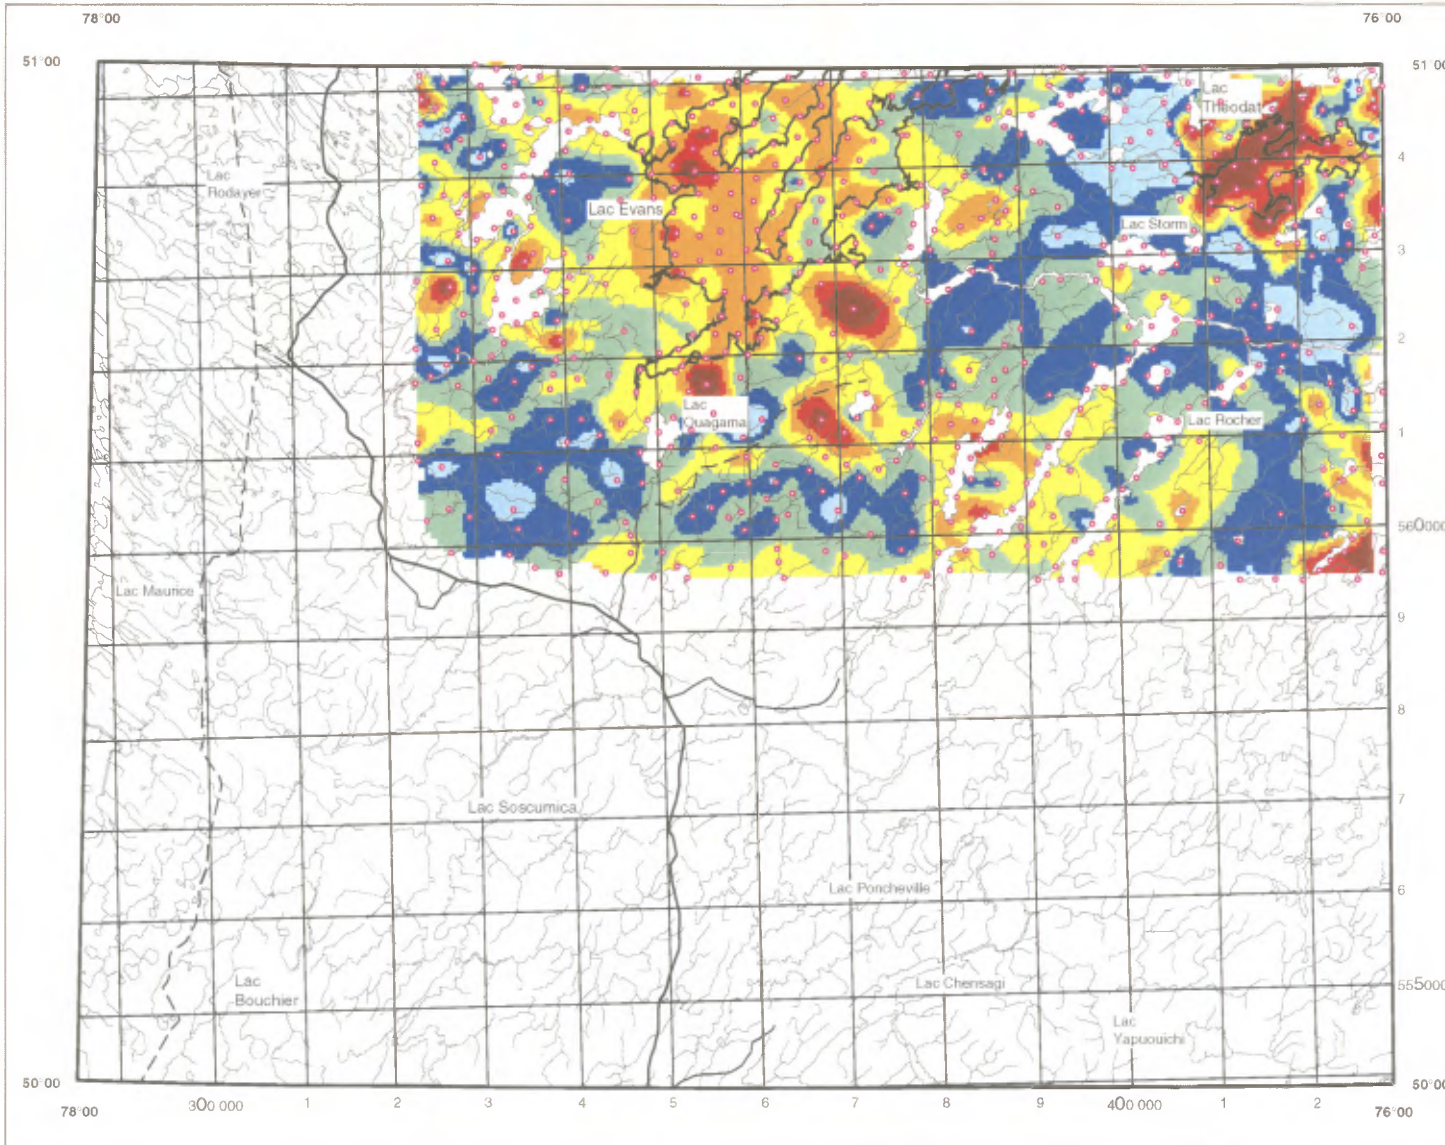 78°00
76°00
51°00
51°00
Lac
Théodat
4
Lac
Rodayer
Lac Evans
Lac Storm
3
2
Lac
Ouagama
Lac Rocher
1
560000
Lac Maurice
9
8
Lac Soscumica
7
Lac Poncheville
6
Lac
Bouchier
Lac Chensagi
555000
Lac
Yapuouichi
50°00
50°00
78°00
300 000
1
2
3
4
5
6
7
8
9
400 000
1
2
76°00